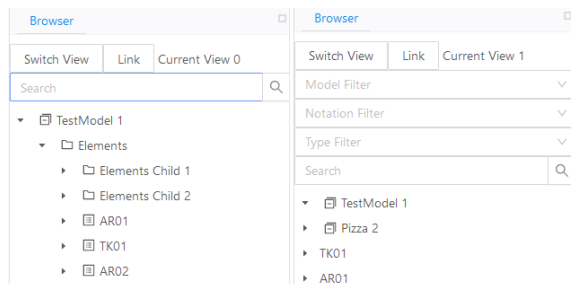 Browser
Switch View Link Current View 0
Search
TestModel 1
Elements
Elements Child 1
Elements Child 2
AR01
TK01
AR02
Browser
Switch View Link Current View 1
Model Filter
Notation Filter
Type Filter
Search
TestModel 1
Pizza 2
TK01
AR01